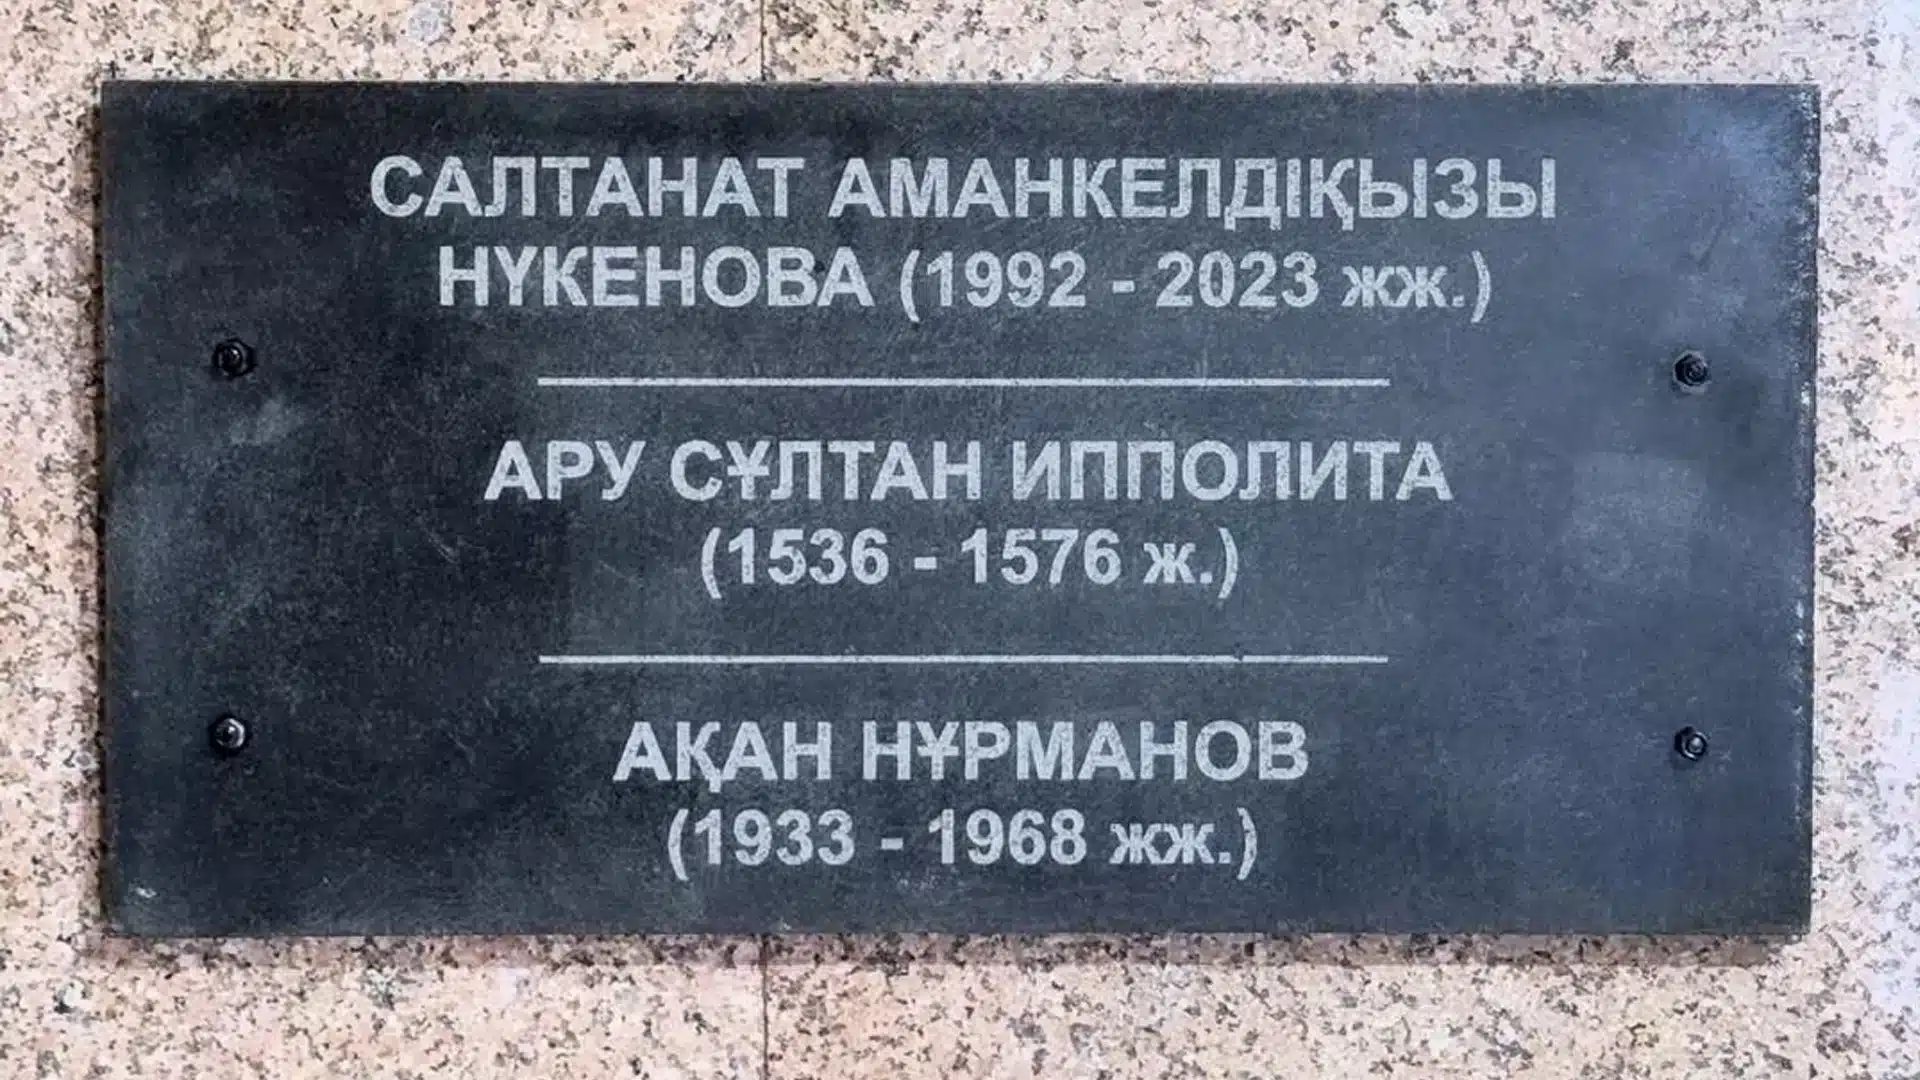 САЛТАНАТ АМАНКЕЛДІҚЫЗЫ
НҮКЕНОВА (1992 - 2023 жж.)
АРУ СҰЛТАН ИППОЛИТА
(1536 - 1576 ж.)
АҚАН НҰРМАНОВ
(1933 - 1968 жж.)